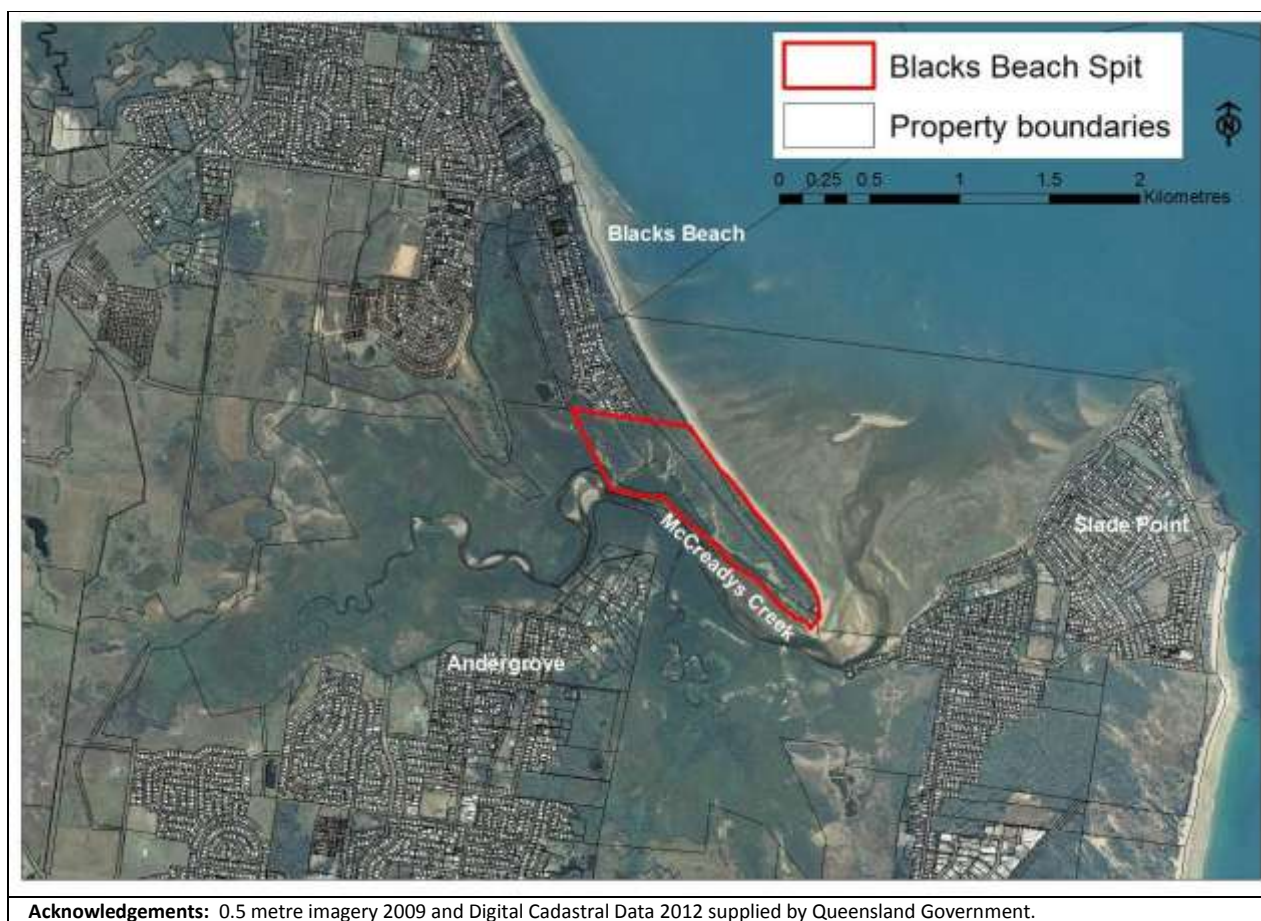 Blacks Beach Spit
Property boundaries
N
0 0.25 0.5 1 1.5 2
Kilometres
Blacks Beach
Slade Point
McCreadys Creek
Andergrove
Acknowledgements: 0.5 metre imagery 2009 and Digital Cadastral Data 2012 supplied by Queensland Government.